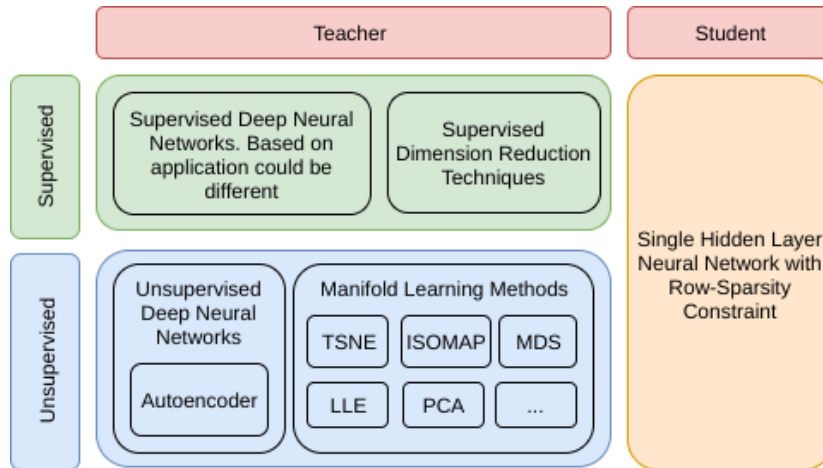 Teacher
Student
Supervised
Supervised Deep Neural
Networks. Based on
application could be
different
Supervised
Dimension Reduction
Techniques
Single Hidden Layer
Neural Network with
Row-Sparsity
Constraint
Unsupervised
Unsupervised
Deep Neural
Networks
Autoencoder
Manifold Learning Methods
TSNE
ISOMAP
MDS
LLE
PCA
...